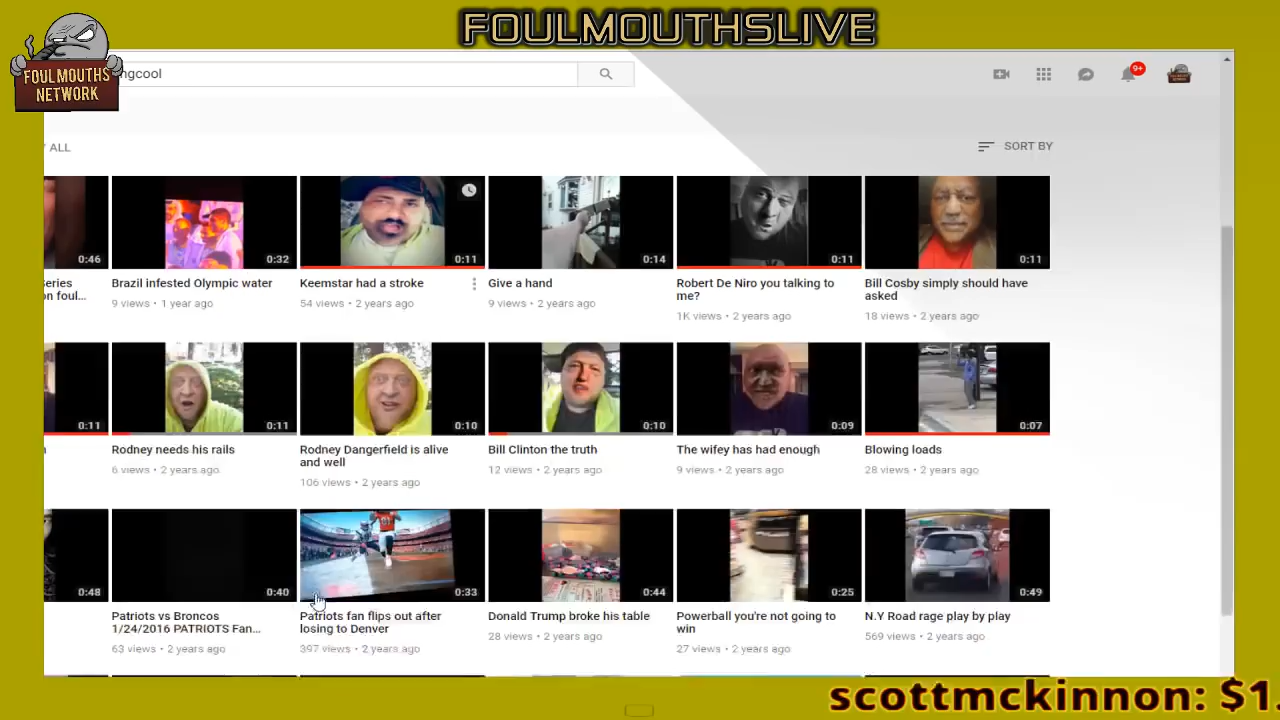 FOULMOUTHSLIVE
FOULMOUTHS
NETWORK
ngcool
9+
ALL
SORT BY
0:46
0:32
0:11
0:14
0:11
0:11
Series
on foul...
Brazil infested Olympic water
9 views • 1 year ago
Keemstar had a stroke
54 views • 2 years ago
Give a hand
9 views • 2 years ago
Robert De Niro you talking to
me?
1K views • 2 years ago
Bill Cosby simply should have
asked
18 views • 2 years ago
0:11
0:11
0:10
0:10
0:09
0:07
Rodney needs his rails
6 views • 2 years ago
Rodney Dangerfield is alive
and well
106 views • 2 years ago
Bill Clinton the truth
12 views • 2 years ago
The wifey has had enough
9 views • 2 years ago
Blowing loads
28 views • 2 years ago
0:48
0:40
0:33
0:44
0:25
0:49
Patriots vs Broncos
1/24/2016 PATRIOTS Fan...
63 views • 2 years ago
Patriots fan flips out after
losing to Denver
397 views • 2 years ago
Donald Trump broke his table
28 views • 2 years ago
Powerball you're not going to
win
27 views • 2 years ago
N.Y Road rage play by play
569 views • 2 years ago
scottmckinnon: $1.